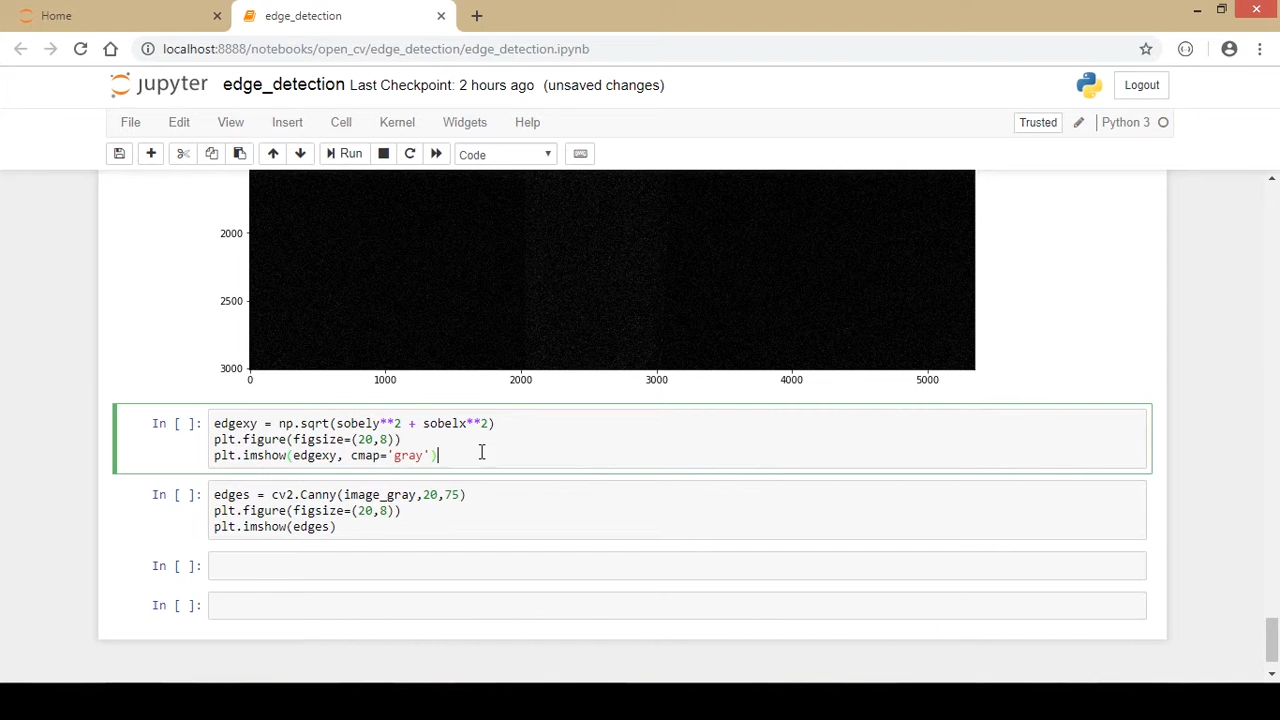 Home
edge_detection
localhost:8888/notebooks/open_cv/edge_detection/edge_detection.ipynb
jupyter edge_detection Last Checkpoint: 2 hours ago (unsaved changes) Logout
File Edit View Insert Cell Kernel Widgets Help Trusted Python 3
Run Code
2000
2500
3000
0 1000 2000 3000 4000 5000
In [ ]: edgexy = np.sqrt(sobely**2 + sobelx**2)
plt.figure(figsize=(20,8))
plt.imshow(edgexy, cmap='gray')
In [ ]: edges = cv2.Canny(image_gray,20,75)
plt.figure(figsize=(20,8))
plt.imshow(edges)
In [ ]:
In [ ]: